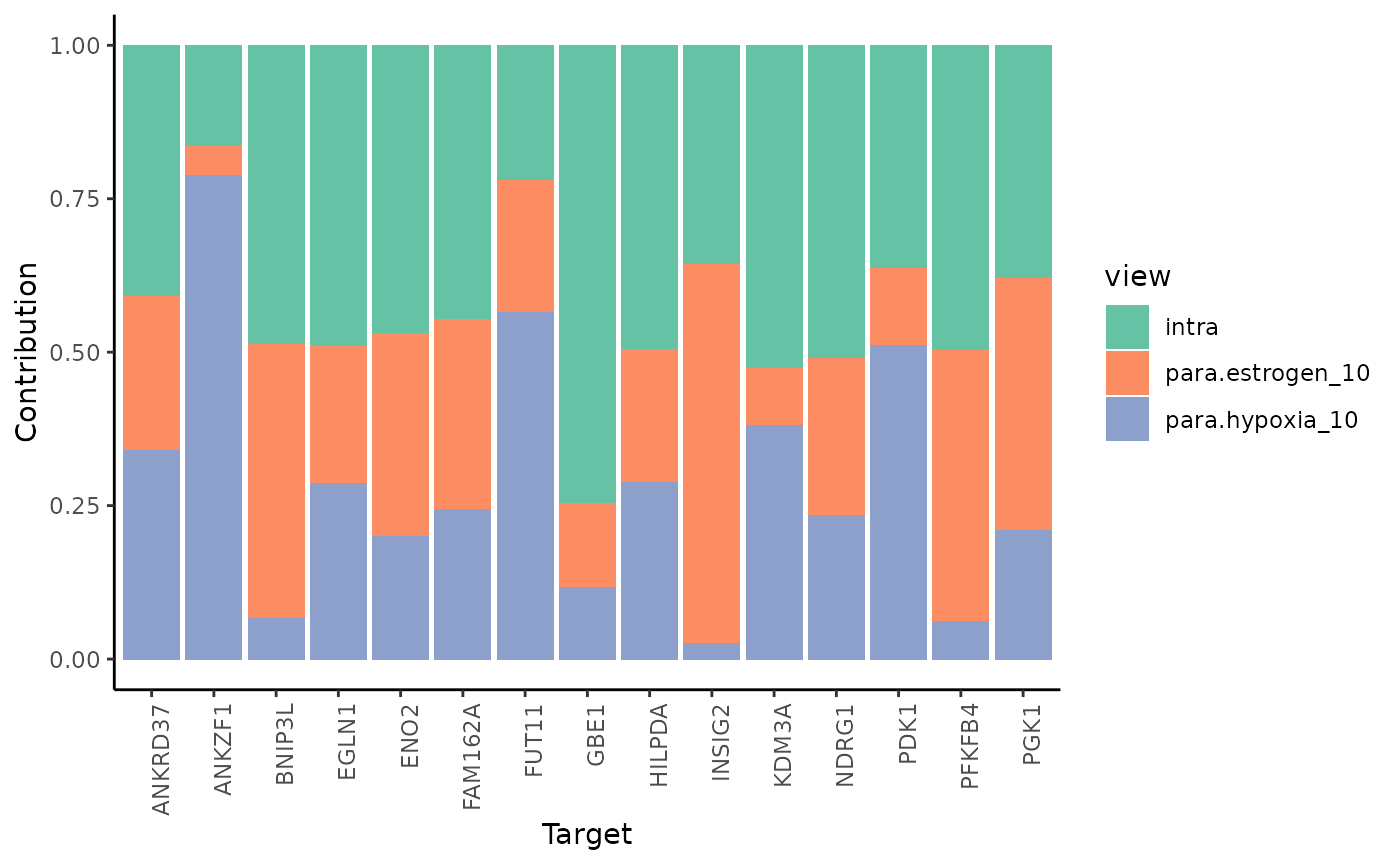 1.00
0.75
0.50
0.25
0.00
Contribution
ANKRD37
ANKZF1
BNIP3L
EGLN1
ENO2
FAM162A
FUT11
GBE1
HILPDA
INSIG2
KDM3A
NDRG1
PDK1
PFKFB4
PGK1
Target
view
intra
para.estrogen_10
para.hypoxia_10